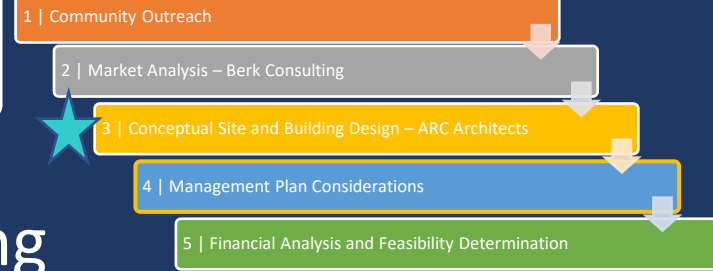 1 | Community Outreach
2 | Market Analysis – Berk Consulting
3 | Conceptual Site and Building Design – ARC Architects
4 | Management Plan Considerations
5 | Financial Analysis and Feasibility Determination